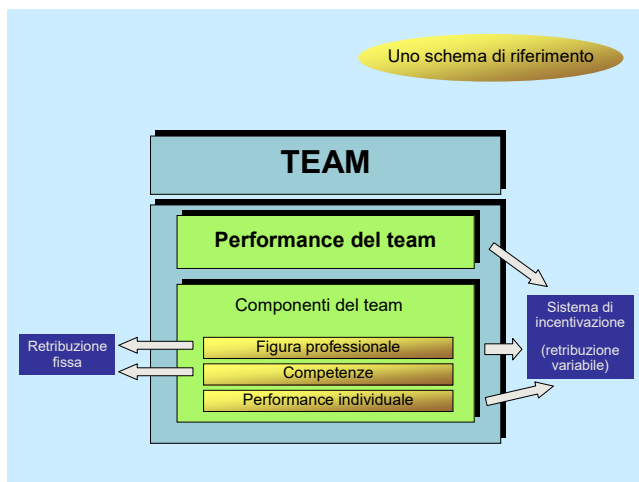 Uno schema di riferimento
TEAM
Performance del team
Componenti del team
Figura professionale
Competenze
Performance individuale
Retribuzione
fissa
Sistema di
incentivazione
(retribuzione
variabile)